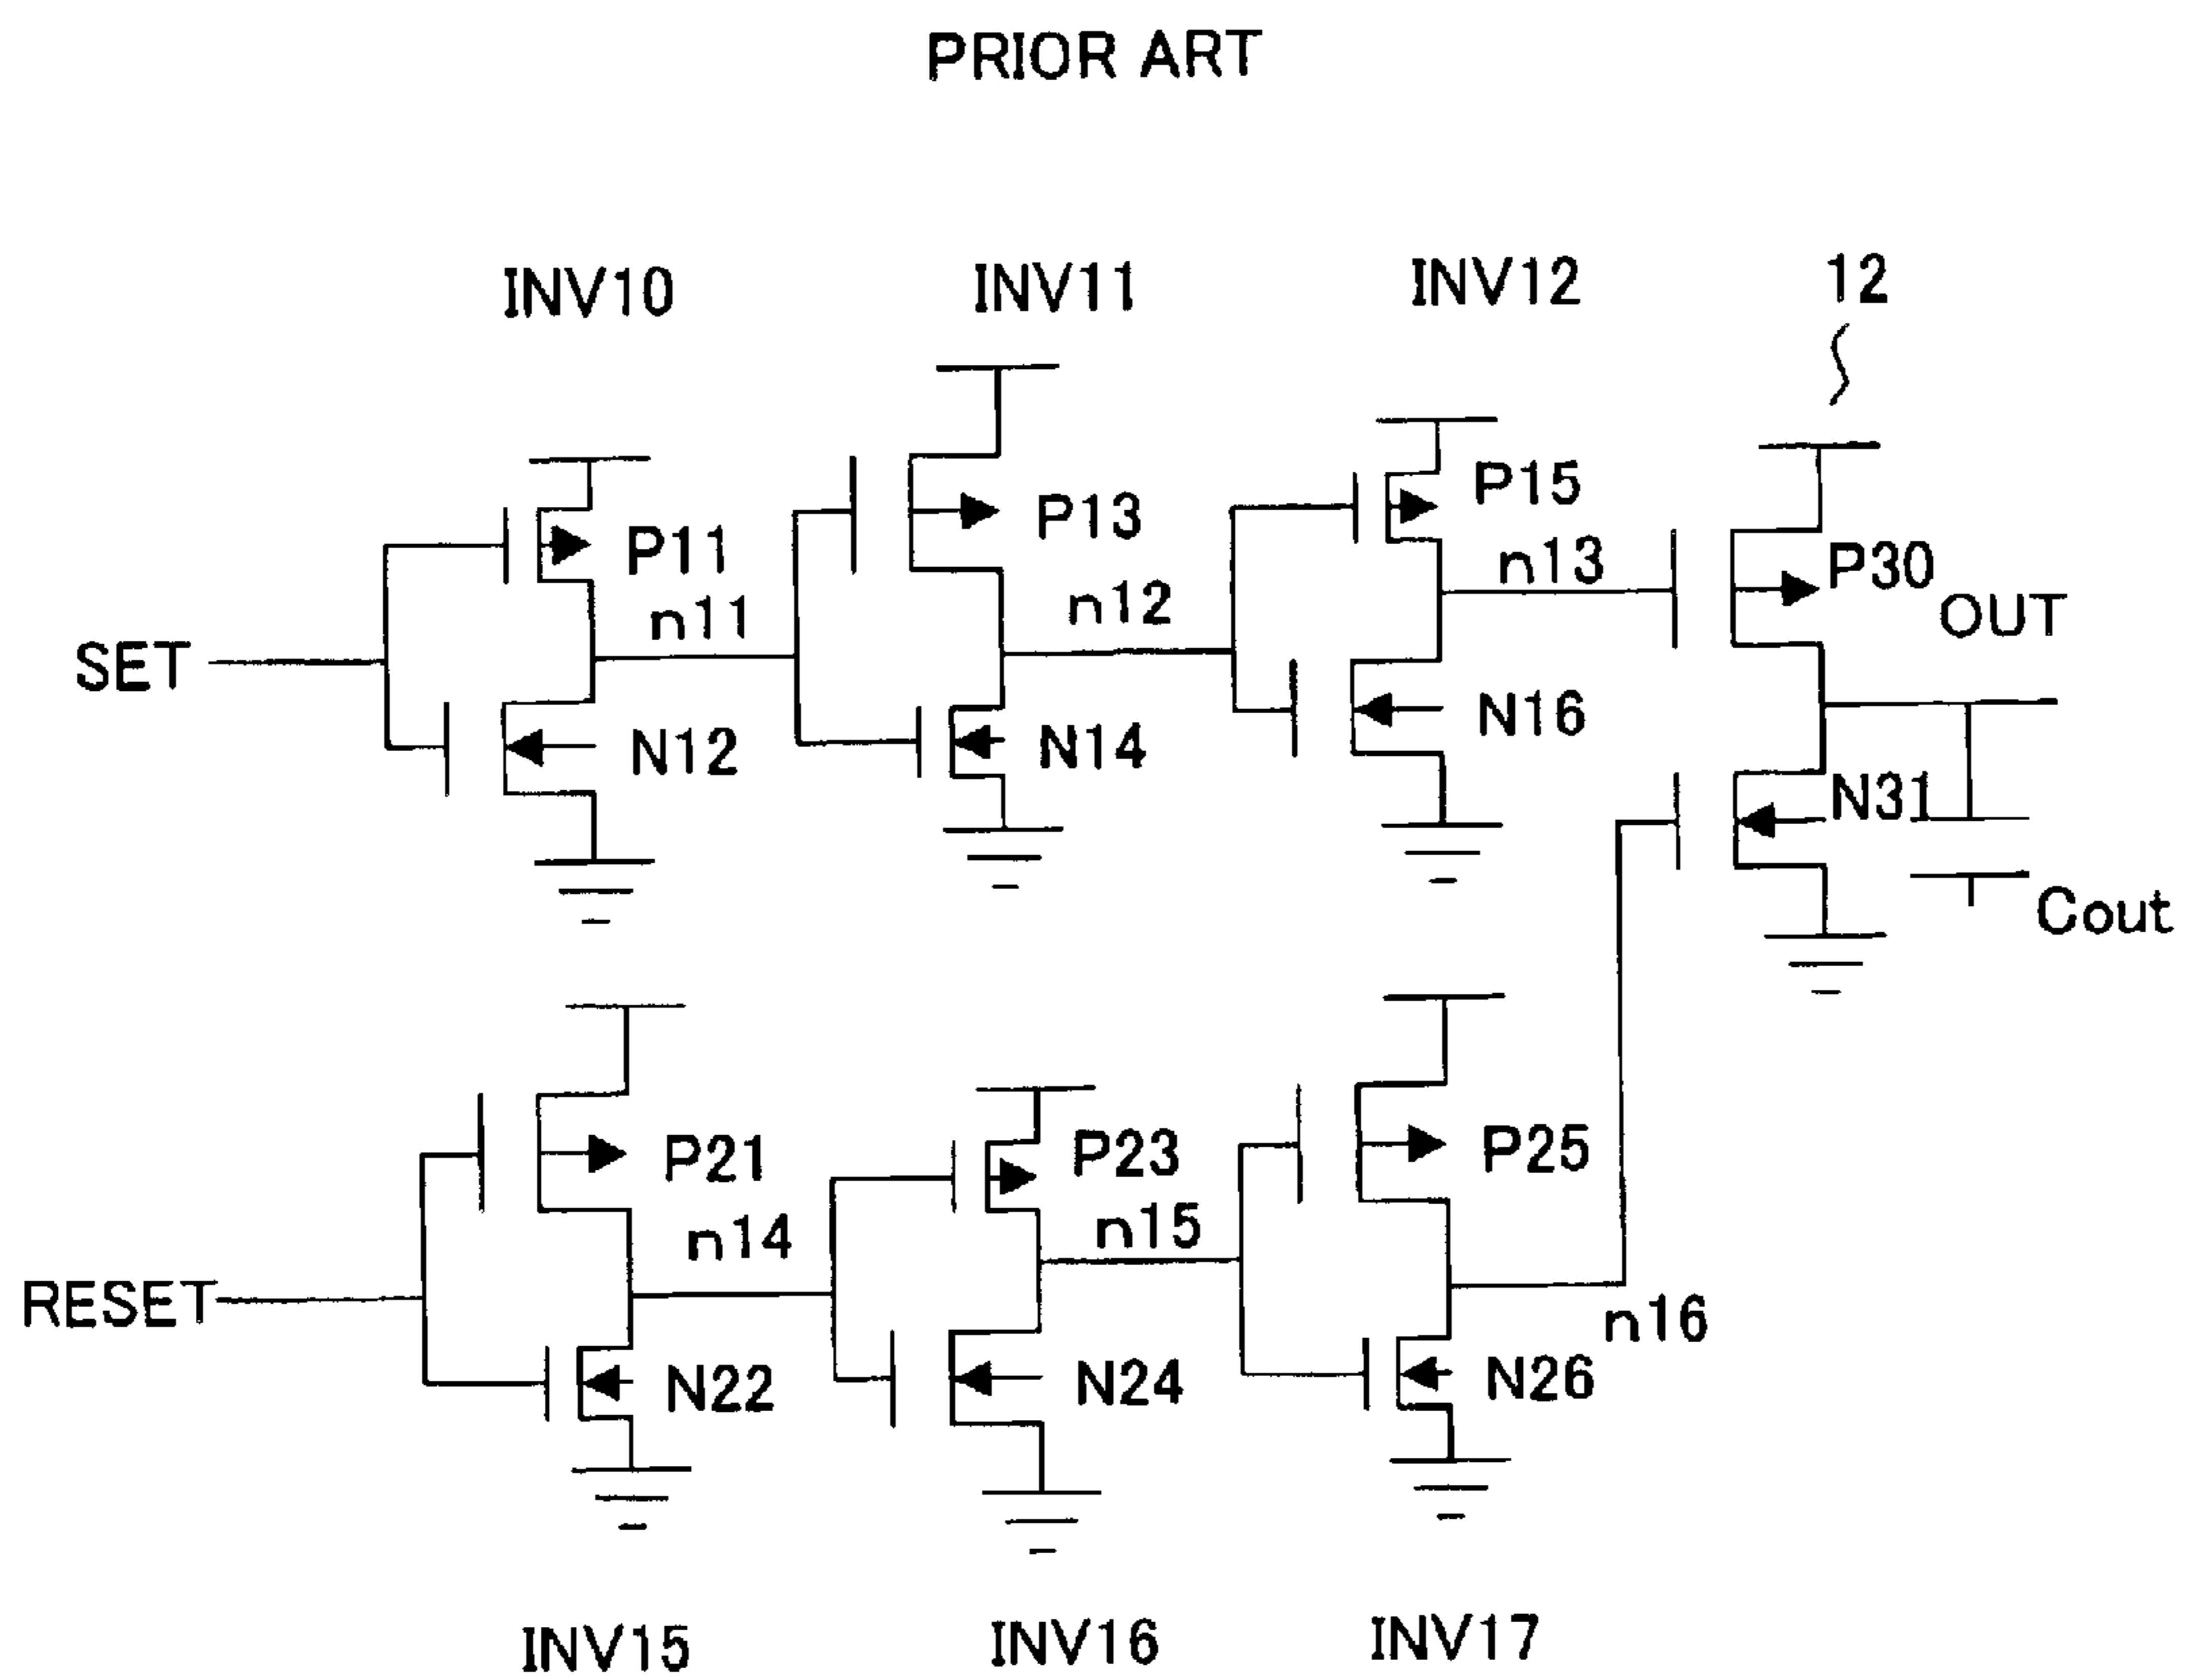 PRIOR ART
INV10
INV11
INV12
12
P11
P13
P15
P30
n11
n12
n13
OUT
SET
N12
N14
N16
N31
Cout
P21
P23
P25
n14
n15
n16
RESET
N22
N24
N26
INV15
INV16
INV17